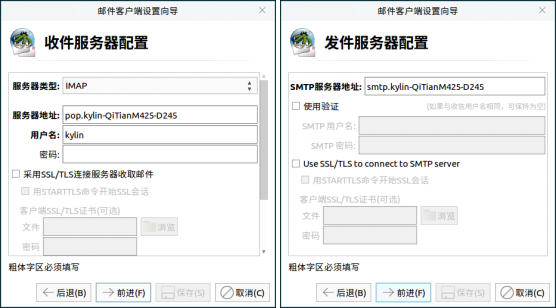 邮件客户端设置向导
收件服务器配置
服务器类型: IMAP
服务器地址: pop.kylin-QiTianM425-D245
用户名: kylin
密码:
采用SSL/TLS连接服务器收取邮件
用STARTTLS命令开始SSL会话
客户端SSL/TLS证书(可选)
文件 浏览
密码
粗体字区必须填写
后退(B) 前进(F) 保存(S) 取消(C)
邮件客户端设置向导
发件服务器配置
SMTP服务器地址: smtp.kylin-QiTianM425-D245
使用验证 (如果与收信用户名相同，可保持为空)
SMTP 用户名:
SMTP 密码:
Use SSL/TLS to connect to SMTP server
用STARTTLS命令开始SSL会话
客户端SSL/TLS证书(可选)
文件 浏览
密码
粗体字区必须填写
后退(B) 前进(F) 保存(S) 取消(C)